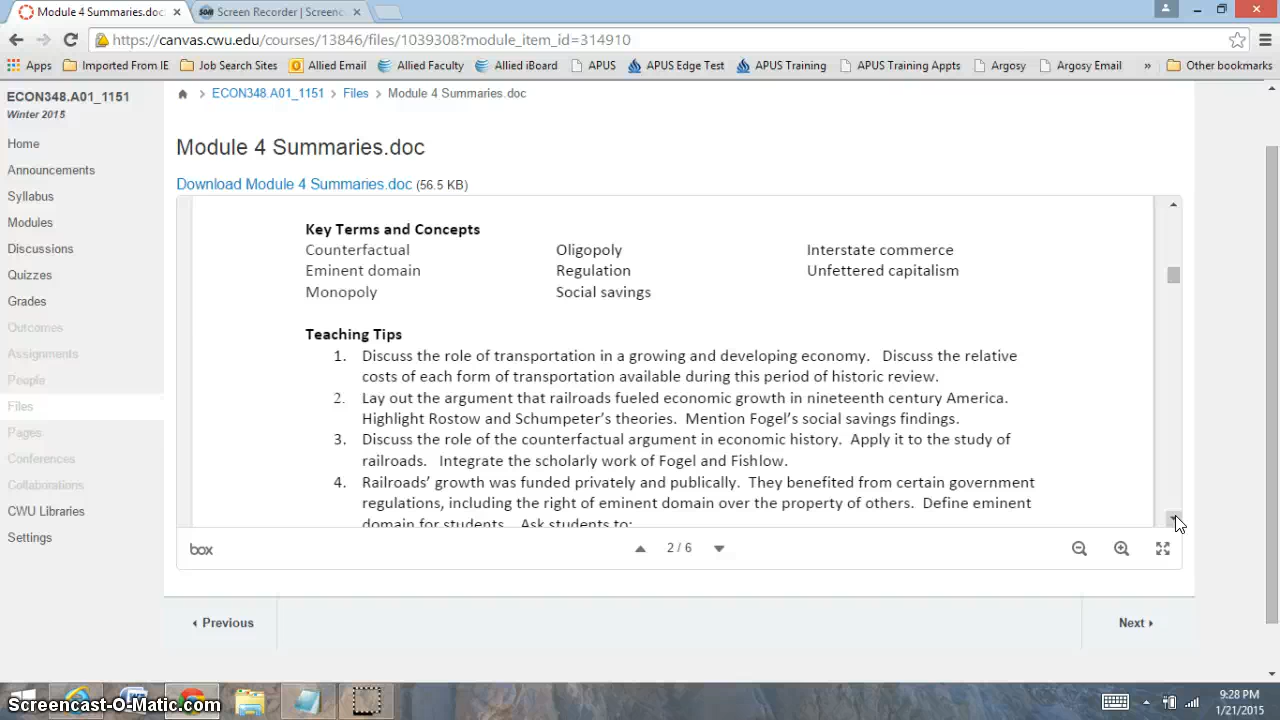 Module 4 Summaries.doc:
Screen Recorder | Screenc
https://canvas.cwu.edu/courses/13846/files/1039308?module_item_id=314910
Apps Imported From IE Job Search Sites Allied Email Allied Faculty Allied iBoard APUS APUS Edge Test APUS Training APUS Training Appts Argosy Argosy Email » Other bookmarks
ECON348.A01_1151
Winter 2015
Home
Announcements
Syllabus
Modules
Discussions
Quizzes
Grades
Outcomes
Assignments
People
Files
Pages
Conferences
Collaborations
CWU Libraries
Settings
ECON348.A01_1151 > Files > Module 4 Summaries.doc
Module 4 Summaries.doc
Download Module 4 Summaries.doc (56.5 KB)
Key Terms and Concepts
Counterfactual Oligopoly Interstate commerce
Eminent domain Regulation Unfettered capitalism
Monopoly Social savings
Teaching Tips
1. Discuss the role of transportation in a growing and developing economy. Discuss the relative
costs of each form of transportation available during this period of historic review.
2. Lay out the argument that railroads fueled economic growth in nineteenth century America.
Highlight Rostow and Schumpeter's theories. Mention Fogel's social savings findings.
3. Discuss the role of the counterfactual argument in economic history. Apply it to the study of
railroads. Integrate the scholarly work of Fogel and Fishlow.
4. Railroads' growth was funded privately and publically. They benefited from certain government
regulations, including the right of eminent domain over the property of others. Define eminent
domain for students. Ask students to:
box
2 / 6
Previous
Next
Screencast-O-Matic.com
9:28 PM
1/21/2015